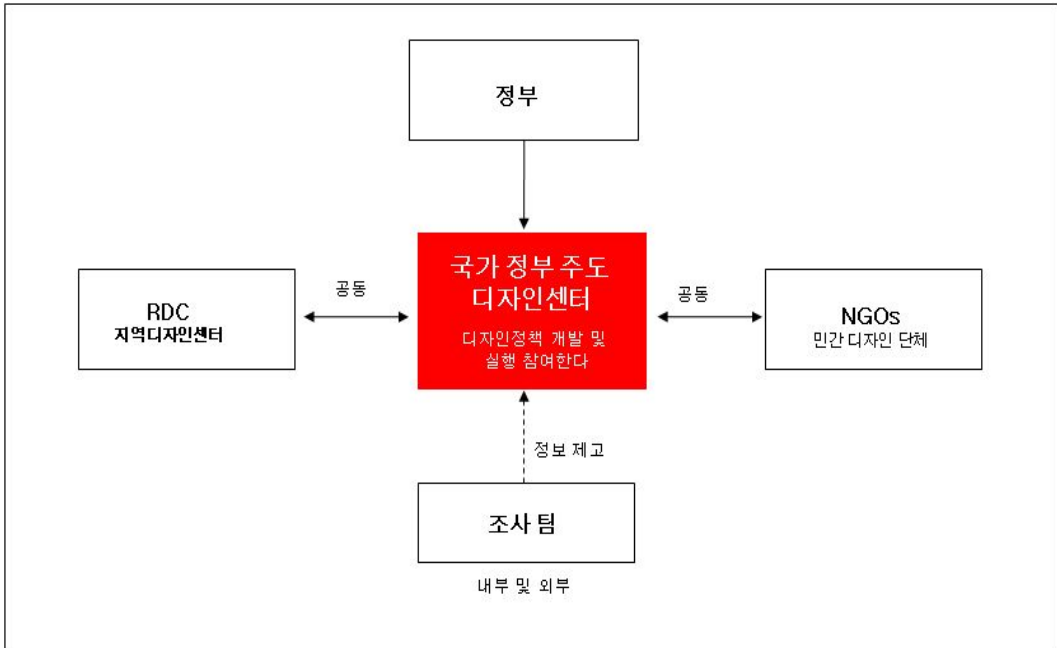 정부
국가 정부 주도
디자인센터
디자인정책 개발 및
실행 참여한다
공동
RDC
지역디자인센터
공동
NGOs
민간 디자인 단체
정보 제고
조사 팀
내부 및 외부